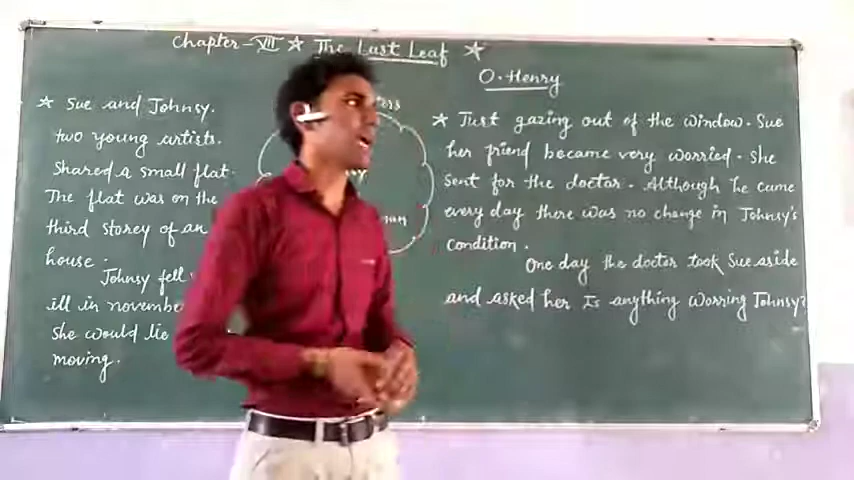 Chapter-VII ☆ The Last Leaf ☆
O.Henry
☆ Sue and Johnsy.
two young artists.
Shared a small flat.
The flat was on the
third storey of an
house.
Johnsy fell
ill in novembe
She would lie
moving.
☆ Just gazing out of the window. Sue
her friend became very worried. She
sent for the doctor. Although he came
every day there was no change in Johnsy's
condition.
One day the doctor took Sue aside
and asked her Is anything worring Johnsy?